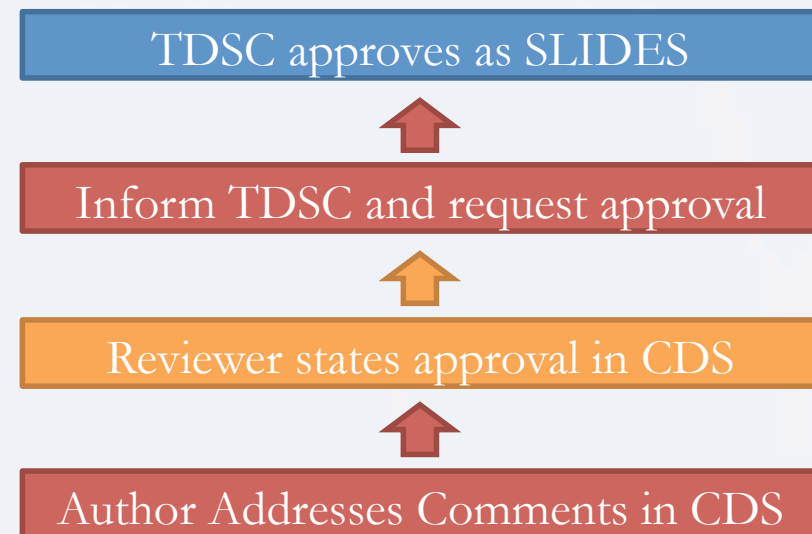 TDSC approves as SLIDES
Inform TDSC and request approval
Reviewer states approval in CDS
Author Addresses Comments in CDS